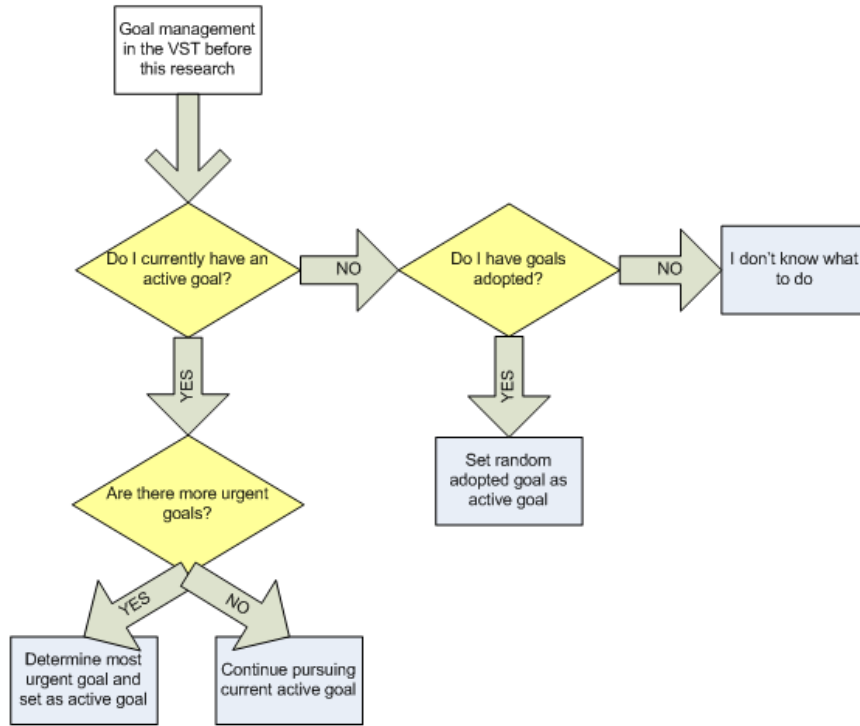 Goal management
in the VST before
this research
Do I currently have an
active goal?
NO
Do I have goals
adopted?
NO
I don't know what
to do
YES
YES
Set random
adopted goal as
active goal
Are there more urgent
goals?
YES
NO
Determine most
urgent goal and
set as active goal
Continue pursuing
current active goal